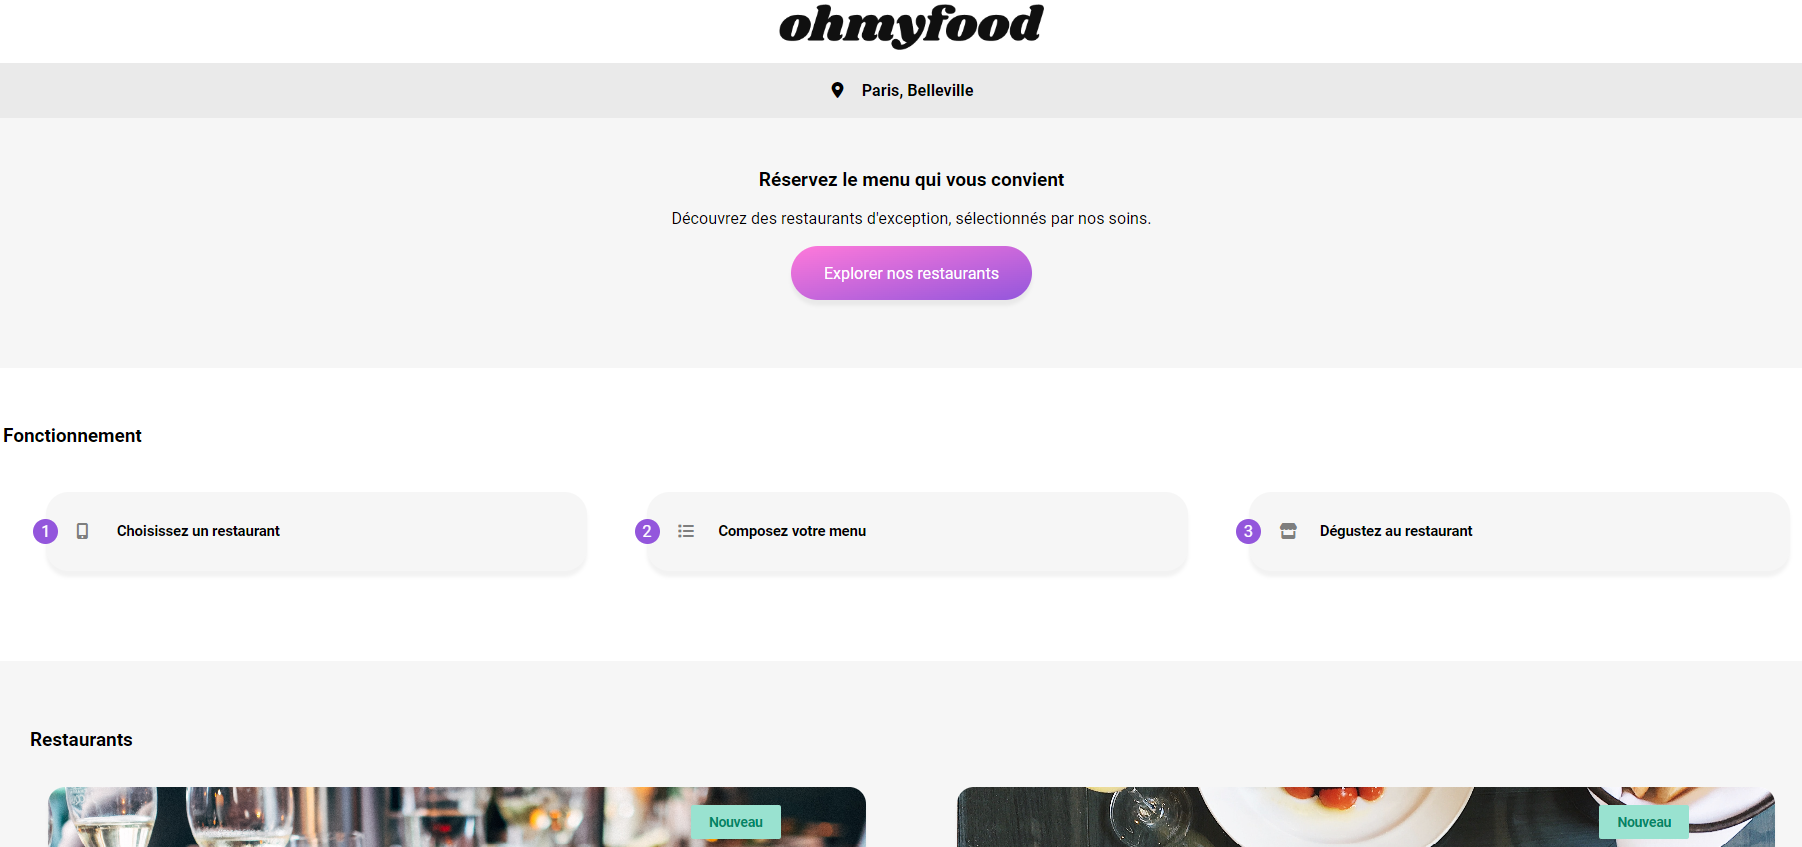 ohmyfood
Paris, Belleville
Réservez le menu qui vous convient
Découvrez des restaurants d'exception, sélectionnés par nos soins.
Explorer nos restaurants
Fonctionnement
1 Choisissez un restaurant
2 Composez votre menu
3 Dégustez au restaurant
Restaurants
Nouveau
Nouveau